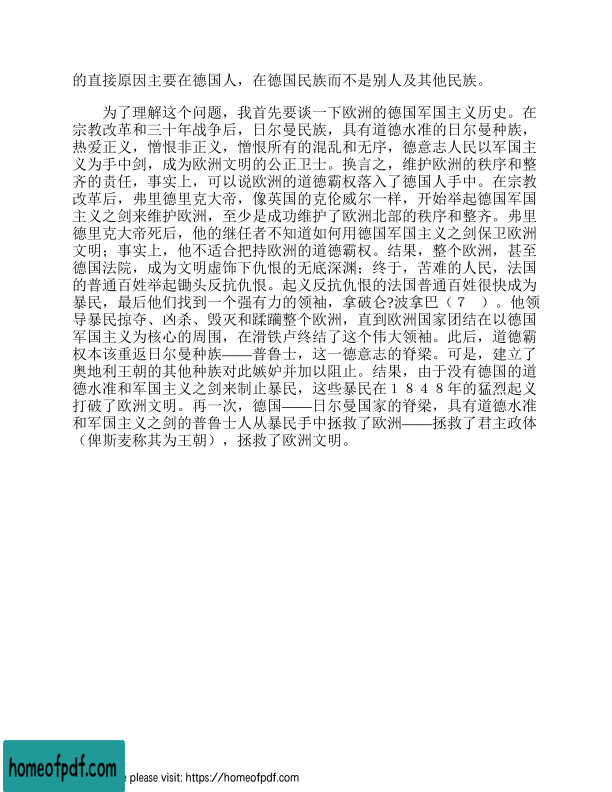 的直接原因主要在德国人，在德国民族而不是别人及其他民族。
为了理解这个问题，我首先要谈一下欧洲的德国军国主义历史。在
宗教改革和三十年战争后，日尔曼民族，具有道德水准的日尔曼种族，
热爱正义，憎恨非正义，憎恨所有的混乱和无序，德意志人民以军国主
义为手中剑，成为欧洲文明的公正卫士。换言之，维护欧洲的秩序和整
齐的责任，事实上，可以说欧洲的道德霸权落入了德国人手中。在宗教
改革后，弗里德里克大帝，像英国的克伦威尔一样，开始举起德国军国
主义之剑来维护欧洲，至少是成功维护了欧洲北部的秩序和整齐。弗里
德里克大帝死后，他的继任者不知道如何用德国军国主义之剑保卫欧洲
文明；事实上，他不适合把持欧洲的道德霸权。结果，整个欧洲，甚至
德国法院，成为文明虚饰下仇恨的无底深渊；终于，苦难的人民，法国
的普通百姓举起锄头反抗仇恨。起义反抗仇恨的法国普通百姓很快成为
暴民，最后他们找到一个强有力的领袖，拿破仑?波拿巴（７　）。他领
导暴民掠夺、凶杀、毁灭和蹂躏整个欧洲，直到欧洲国家团结在以德国
军国主义为核心的周围，在滑铁卢终结了这个伟大领袖。此后，道德霸
权本该重返日尔曼种族——普鲁士，这一德意志的脊梁。可是，建立了
奥地利王朝的其他种族对此嫉妒并加以阻止。结果，由于没有德国的道
德水准和军国主义之剑来制止暴民，这些暴民在１８４８年的猛烈起义
打破了欧洲文明。再一次，德国——日尔曼国家的脊梁，具有道德水准
和军国主义之剑的普鲁士人从暴民手中拯救了欧洲——拯救了君主政体
（俾斯麦称其为王朝），拯救了欧洲文明。
homeofpdf.com
e please visit: https://homeofpdf.com